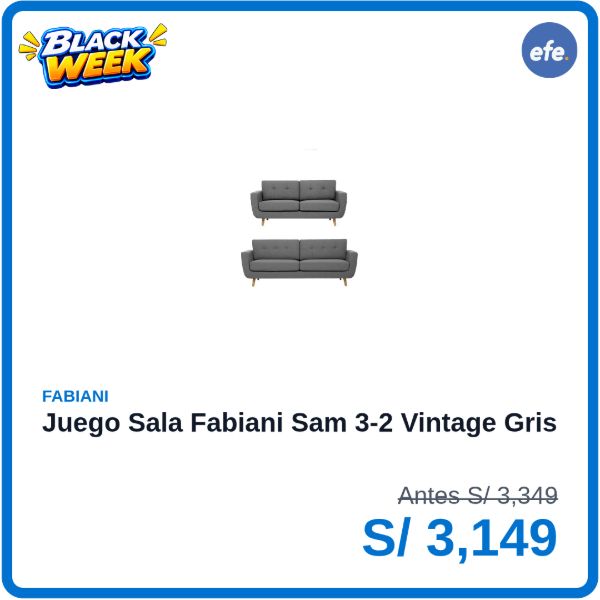 BLACK
WEEK
efe.
FABIANI
Juego Sala Fabiani Sam 3-2 Vintage Gris
Antes S/ 3,349
S/ 3,149